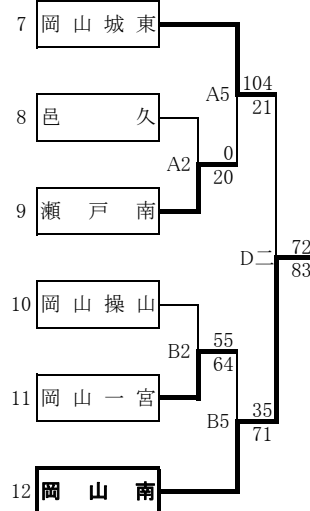 7 岡山城東
A5 104
21
8 邑久
A2 0
20
9 瀬戸南
D二 72
83
10 岡山操山
B2 55
64
11 岡山一宮
B5 35
71
12 岡山南